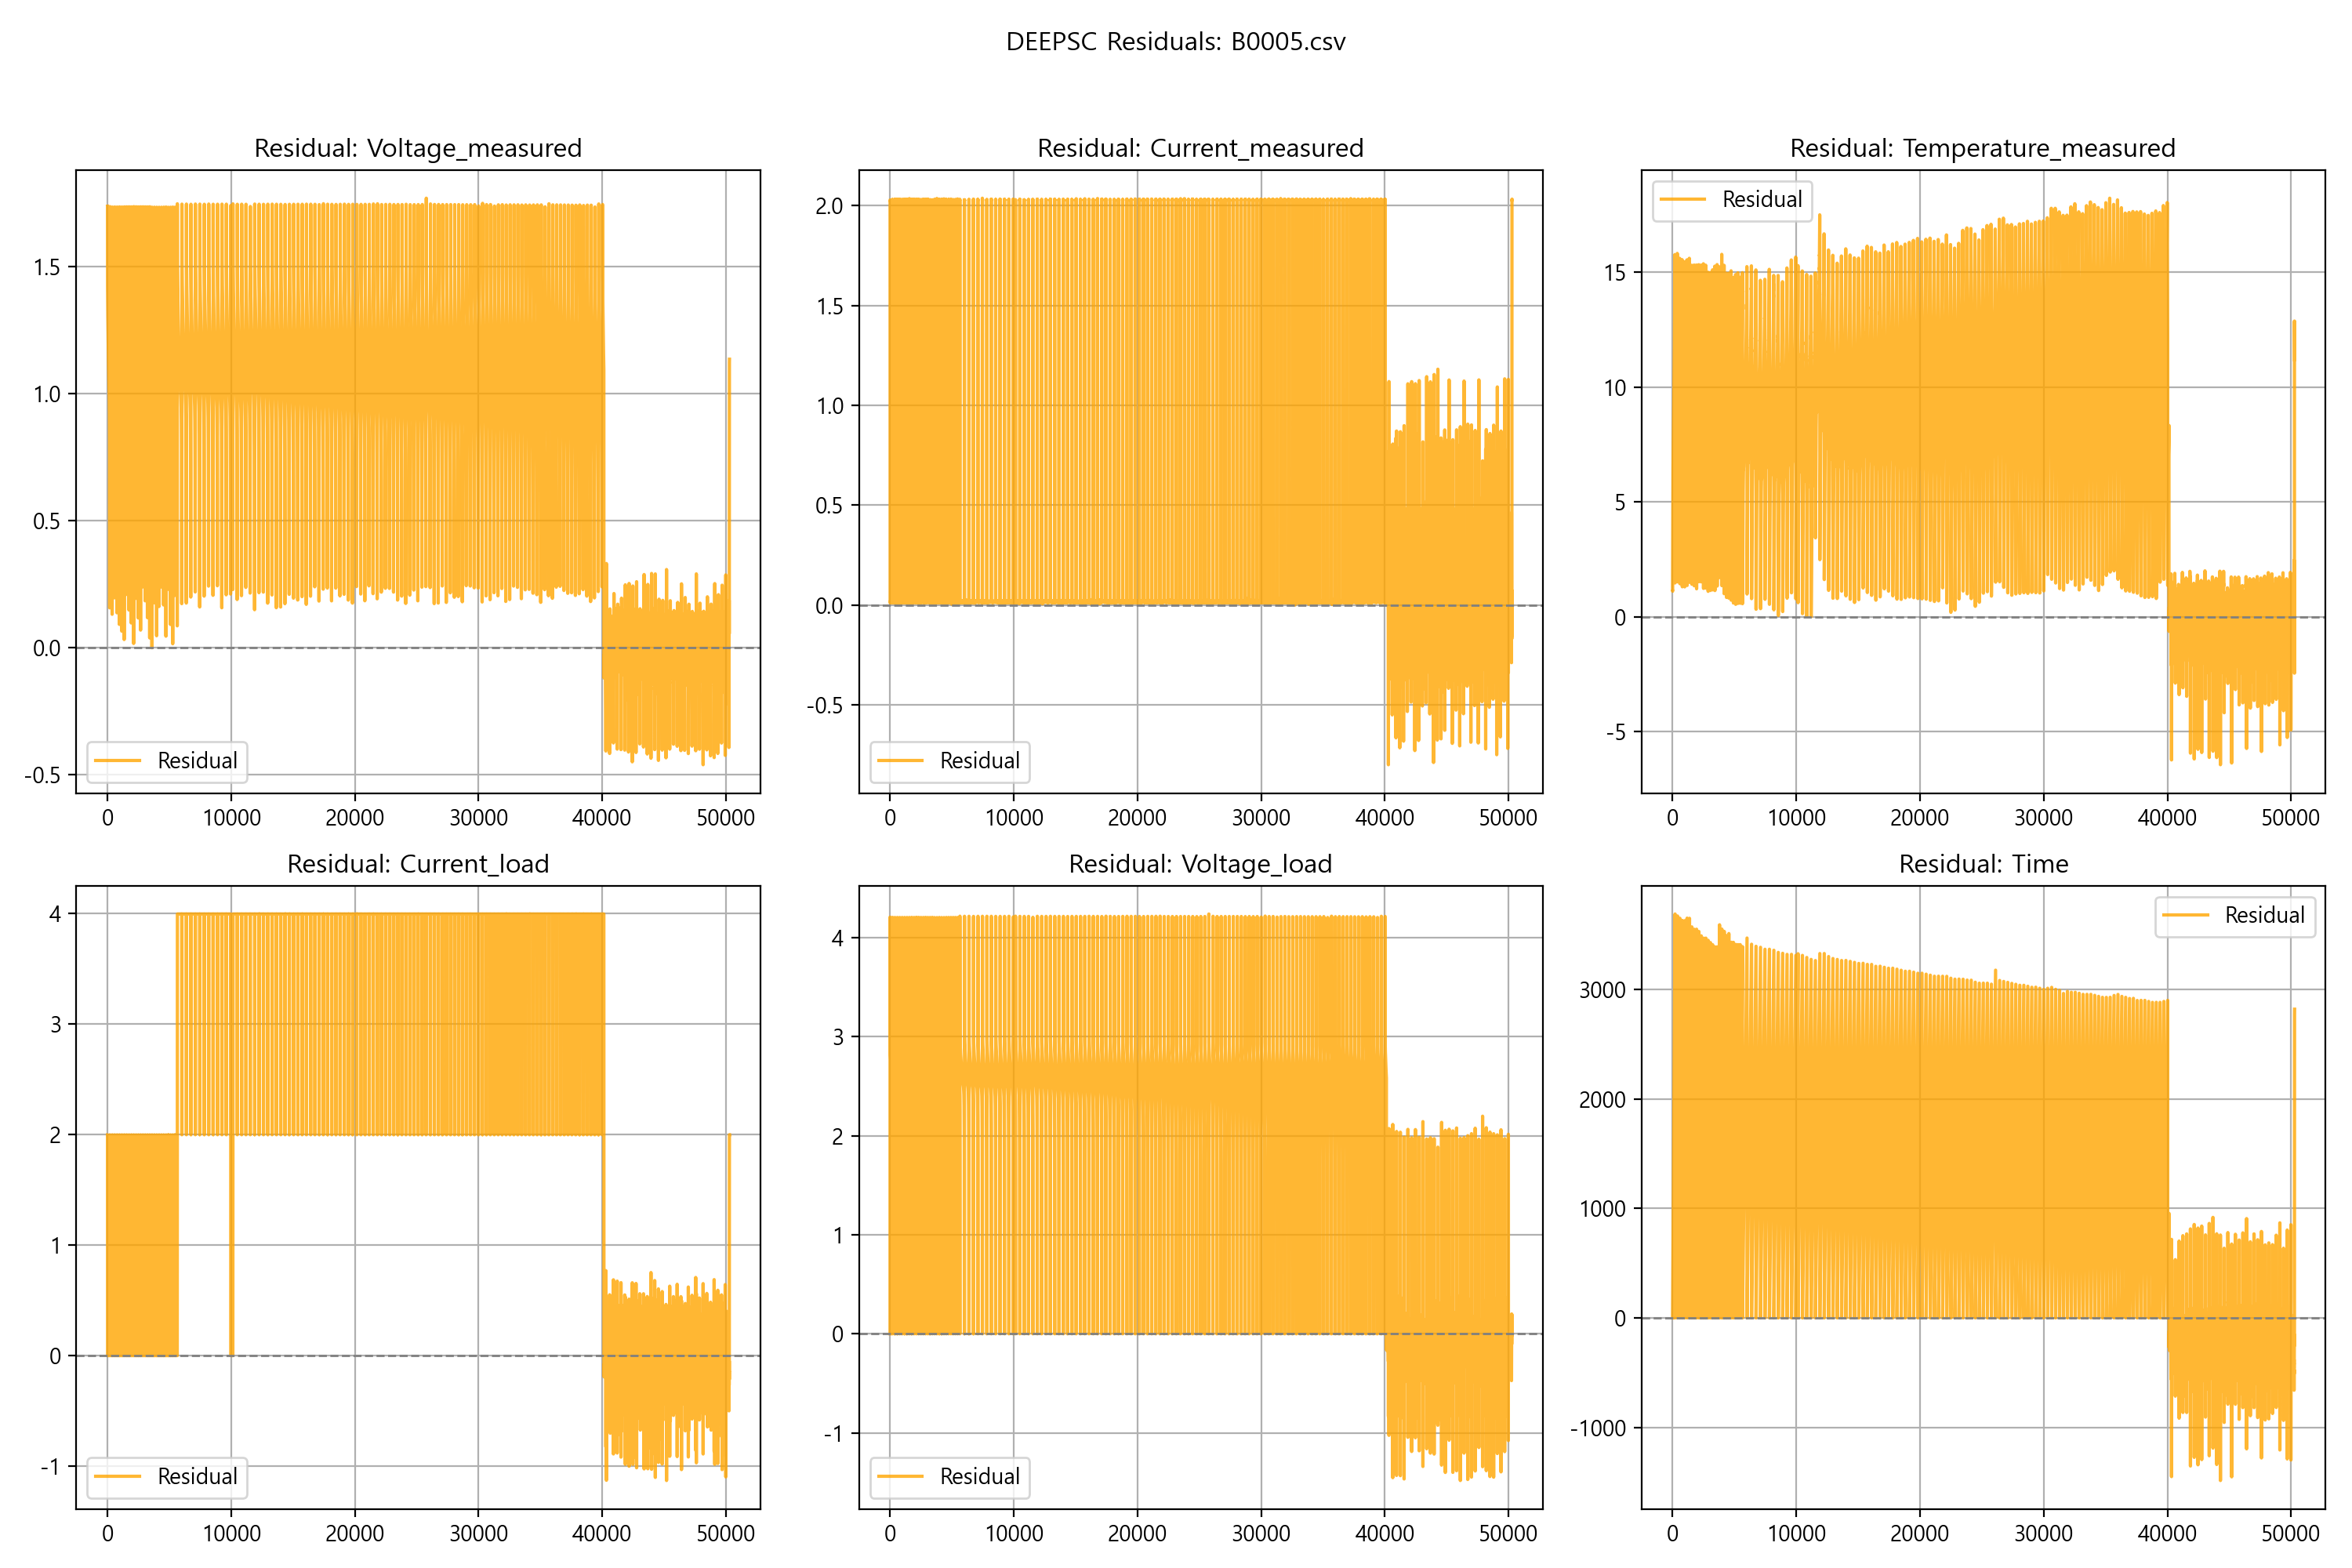 DEEPSC Residuals: B0005.csv
Residual: Voltage_measured
1.5
1.0
0.5
0.0
-0.5
Residual
0 10000 20000 30000 40000 50000
Residual: Current_measured
2.0
1.5
1.0
0.5
0.0
-0.5
Residual
0 10000 20000 30000 40000 50000
Residual: Temperature_measured
Residual
15
10
5
0
-5
0 10000 20000 30000 40000 50000
Residual: Current_load
4
3
2
1
0
-1
Residual
0 10000 20000 30000 40000 50000
Residual: Voltage_load
4
3
2
1
0
-1
Residual
0 10000 20000 30000 40000 50000
Residual: Time
Residual
3000
2000
1000
0
-1000
0 10000 20000 30000 40000 50000